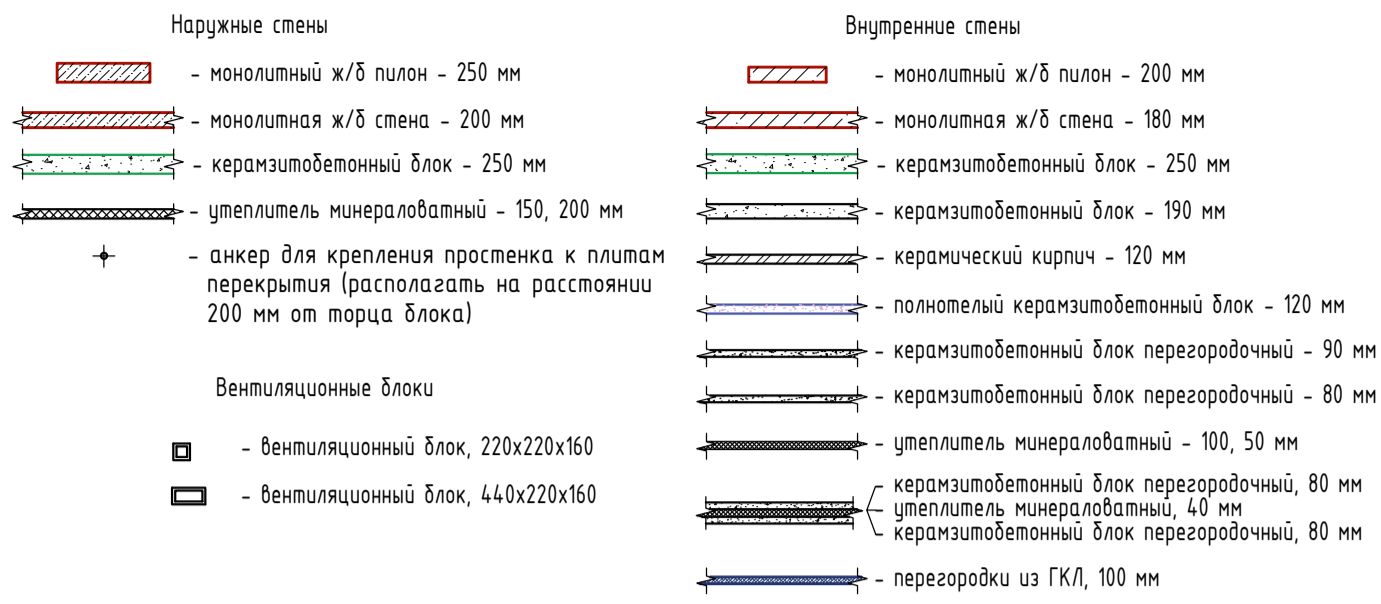 Наружные стены
– монолитный ж/б пилон – 250 мм
– монолитная ж/б стена – 200 мм
– керамзитобетонный блок – 250 мм
– утеплитель минераловатный – 150, 200 мм
– анкер для крепления простенка к плитам
перекрытия (располагать на расстоянии
200 мм от торца блока)
Вентиляционные блоки
– вентиляционный блок, 220х220х160
– вентиляционный блок, 440х220х160
Внутренние стены
– монолитный ж/б пилон – 200 мм
– монолитная ж/б стена – 180 мм
– керамзитобетонный блок – 250 мм
– керамзитобетонный блок – 190 мм
– керамический кирпич – 120 мм
– полнотелый керамзитобетонный блок – 120 мм
– керамзитобетонный блок перегородочный – 90 мм
– керамзитобетонный блок перегородочный – 80 мм
– утеплитель минераловатный – 100, 50 мм
керамзитобетонный блок перегородочный, 80 мм
утеплитель минераловатный, 40 мм
керамзитобетонный блок перегородочный, 80 мм
– перегородки из ГКЛ, 100 мм